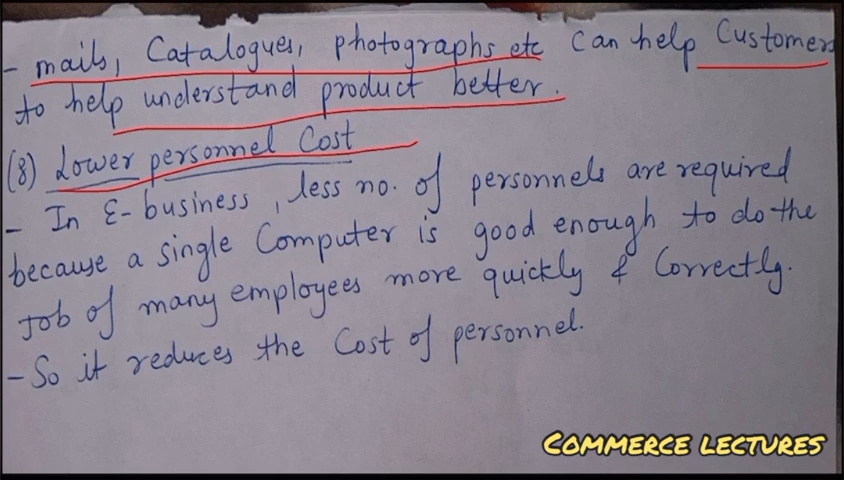 - mails, Catalogues, photographs etc can help Customers
to help understand product better.
(8) Lower personnel Cost
- In E-business, less no. of personnels are required
because a single Computer is good enough to do the
Job of many employees more quickly & Correctly.
- So it reduces the Cost of personnel.
COMMERCE LECTURES